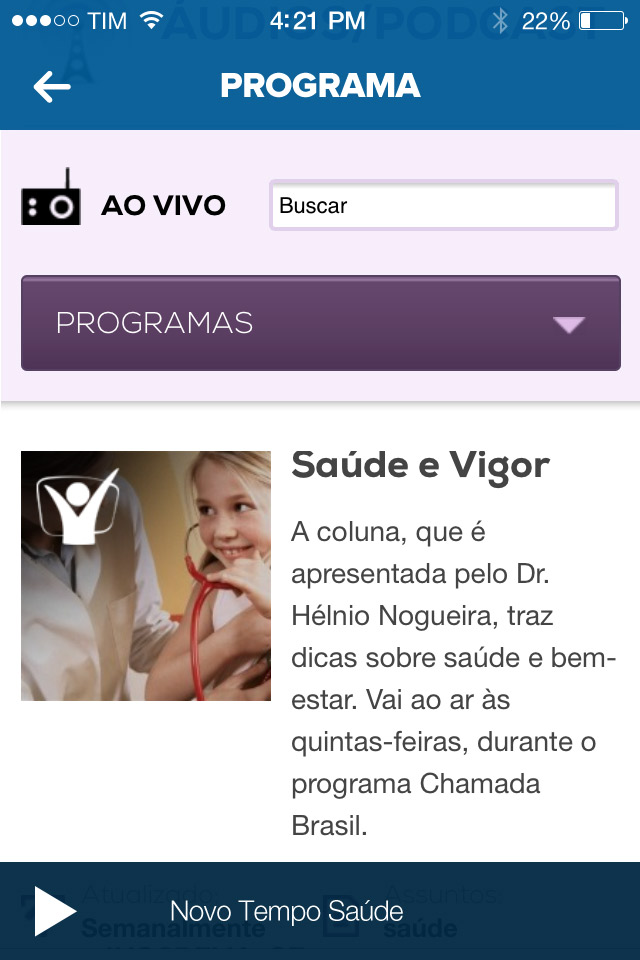 ÁUDIOS/PODCAST
TIM 4:21 PM 22%
PROGRAMA
AO VIVO
Buscar
PROGRAMAS
Saúde e Vigor
A coluna, que é
apresentada pelo Dr.
Hélnio Nogueira, traz
dicas sobre saúde e bem-
estar. Vai ao ar às
quintas-feiras, durante o
programa Chamada
Brasil.
Atualizado: Assuntos:
Novo Tempo Saúde
Semanalmente saúde